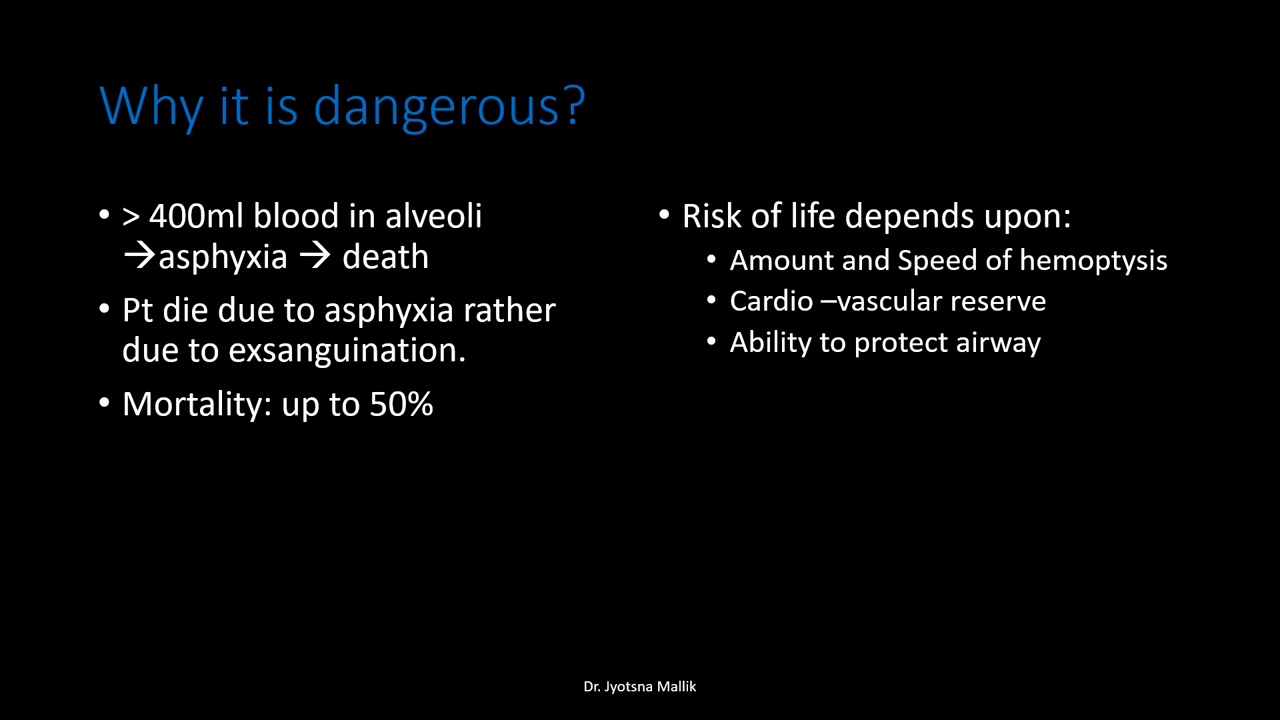 Why it is dangerous?
• > 400ml blood in alveoli
→asphyxia → death
• Pt die due to asphyxia rather
due to exsanguination.
• Mortality: up to 50%
• Risk of life depends upon:
• Amount and Speed of hemoptysis
• Cardio –vascular reserve
• Ability to protect airway
Dr. Jyotsna Mallik